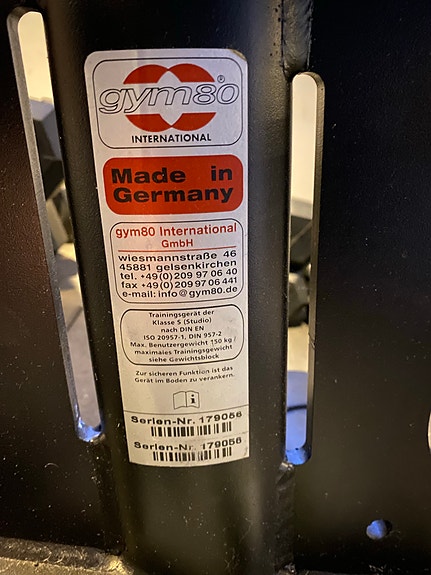 gym80®
INTERNATIONAL
Made in
Germany
gym80 International
GmbH
wiesmannstraße 46
45881 gelsenkirchen
tel. +49(0)209 97 06 40
fax +49(0)209 97 06 441
e-mail: info@gym80.de
Trainingsgerät der
Klasse S (Studio)
nach DIN EN
ISO 20957-1, DIN 957-2
Max. Benutzergewicht 150 kg /
maximales Trainingsgewicht
siehe Gewichtsblock
Zur sicheren Funktion ist das
Gerät im Boden zu verankern.
i
Serien-Nr. 179056
Serien-Nr. 179056